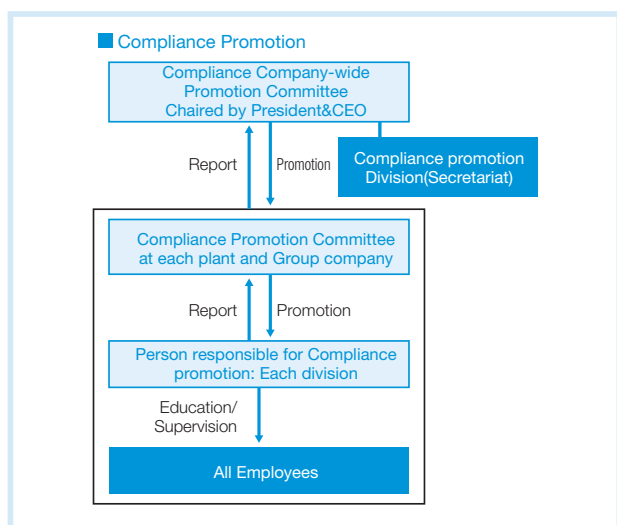 Compliance Promotion
Compliance Company-wide
Promotion Committee
Chaired by President&CEO
Report
Promotion
Compliance promotion
Division(Secretariat)
Compliance Promotion Committee
at each plant and Group company
Report
Promotion
Person responsible for Compliance
promotion: Each division
Education/
Supervision
All Employees